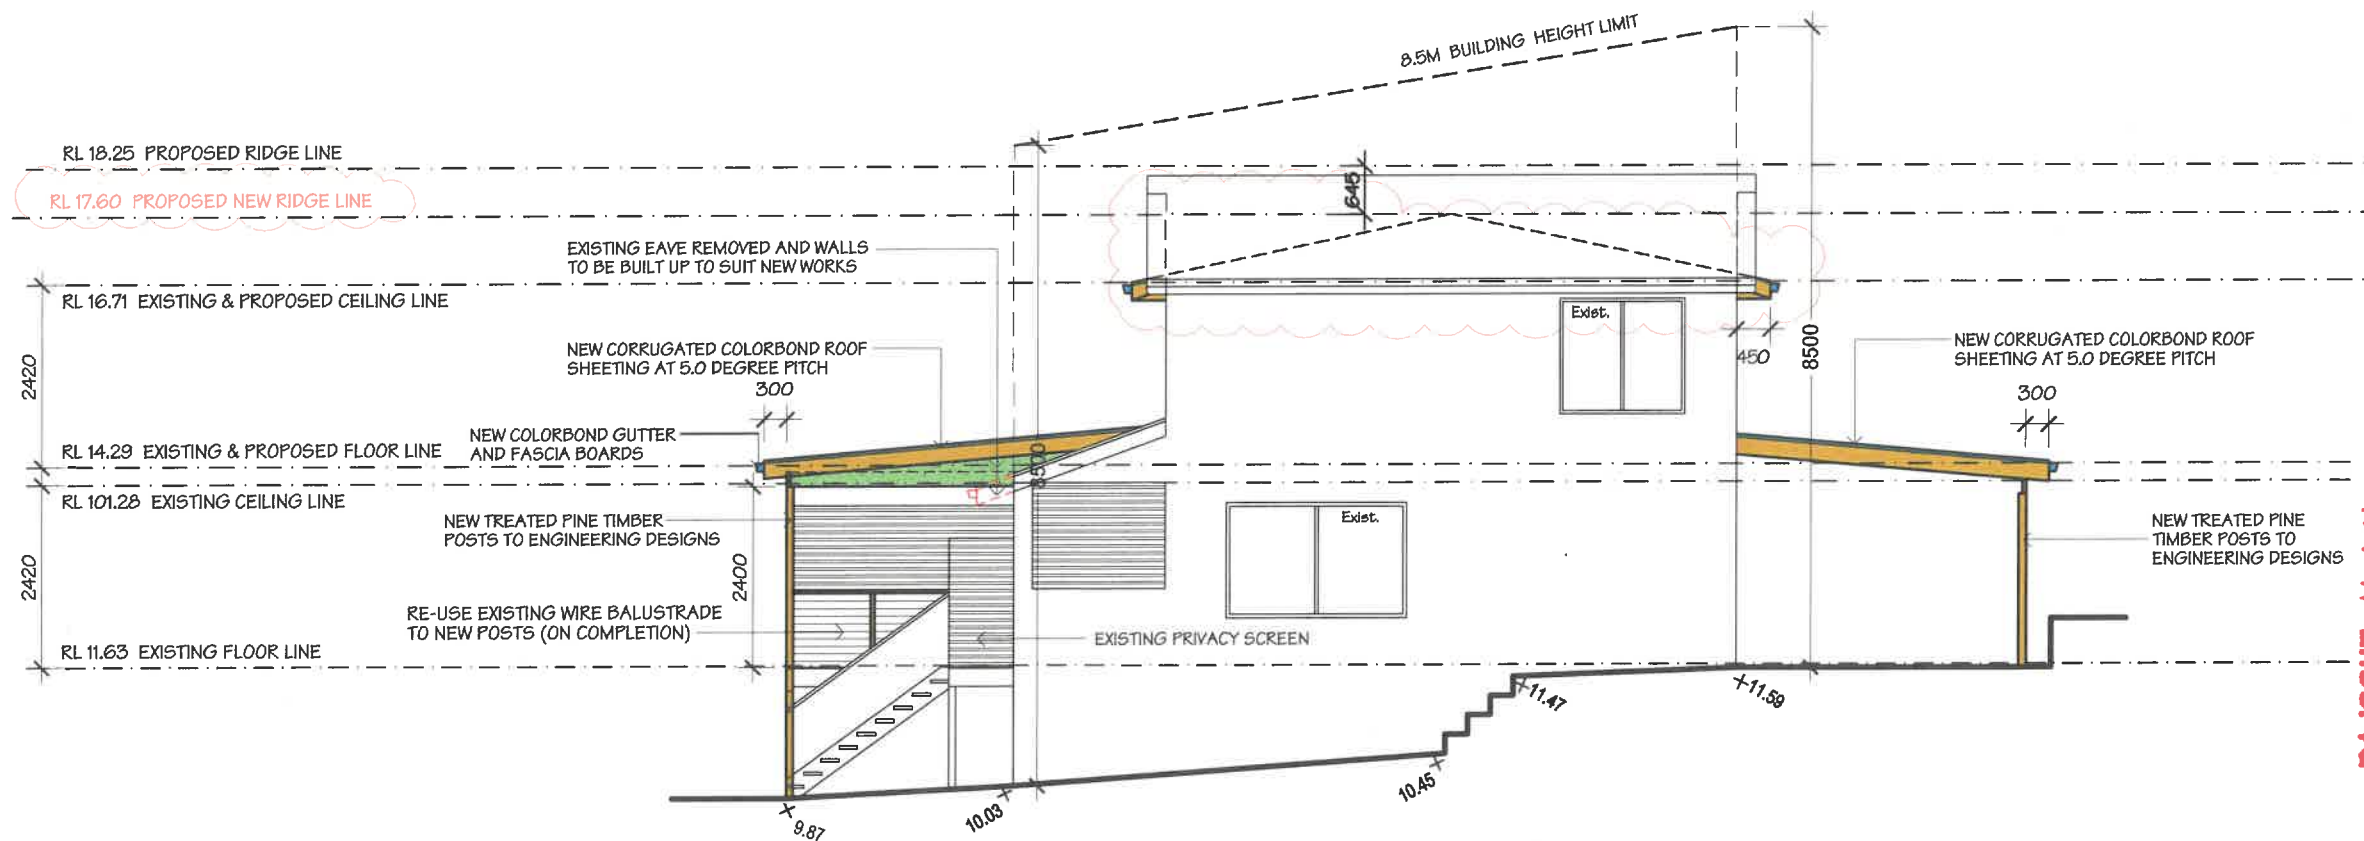 8.5M BUILDING HEIGHT LIMIT
RL 18.25 PROPOSED RIDGE LINE
RL 17.60 PROPOSED NEW RIDGE LINE
645
EXISTING EAVE REMOVED AND WALLS
TO BE BUILT UP TO SUIT NEW WORKS
RL 16.71 EXISTING & PROPOSED CEILING LINE
Exist.
450
8500
NEW CORRUGATED COLORBOND ROOF
SHEETING AT 5.0 DEGREE PITCH
300
NEW CORRUGATED COLORBOND ROOF
SHEETING AT 5.0 DEGREE PITCH
300
2420
NEW COLORBOND GUTTER
AND FASCIA BOARDS
RL 14.29 EXISTING & PROPOSED FLOOR LINE
8500
RL 101.28 EXISTING CEILING LINE
NEW TREATED PINE TIMBER
POSTS TO ENGINEERING DESIGNS
Exist.
NEW TREATED PINE
TIMBER POSTS TO
ENGINEERING DESIGNS
2420
2400
RE-USE EXISTING WIRE BALUSTRADE
TO NEW POSTS (ON COMPLETION)
EXISTING PRIVACY SCREEN
RL 11.63 EXISTING FLOOR LINE
11.47
11.59
10.45
10.03
9.87